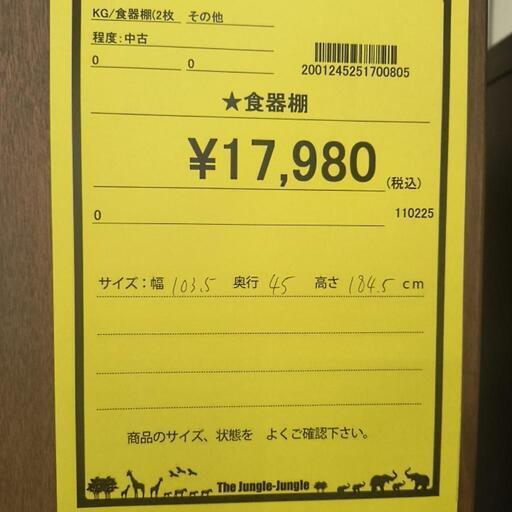 KG/食器棚(2枚 その他
程度:中古
0 0
2001245251700805
★食器棚
¥17,980 (税込)
0 110225
サイズ:幅 103.5 奥行 45 高さ 184.5 cm
商品のサイズ、状態を よくご確認下さい。
The Jungle-Jungle